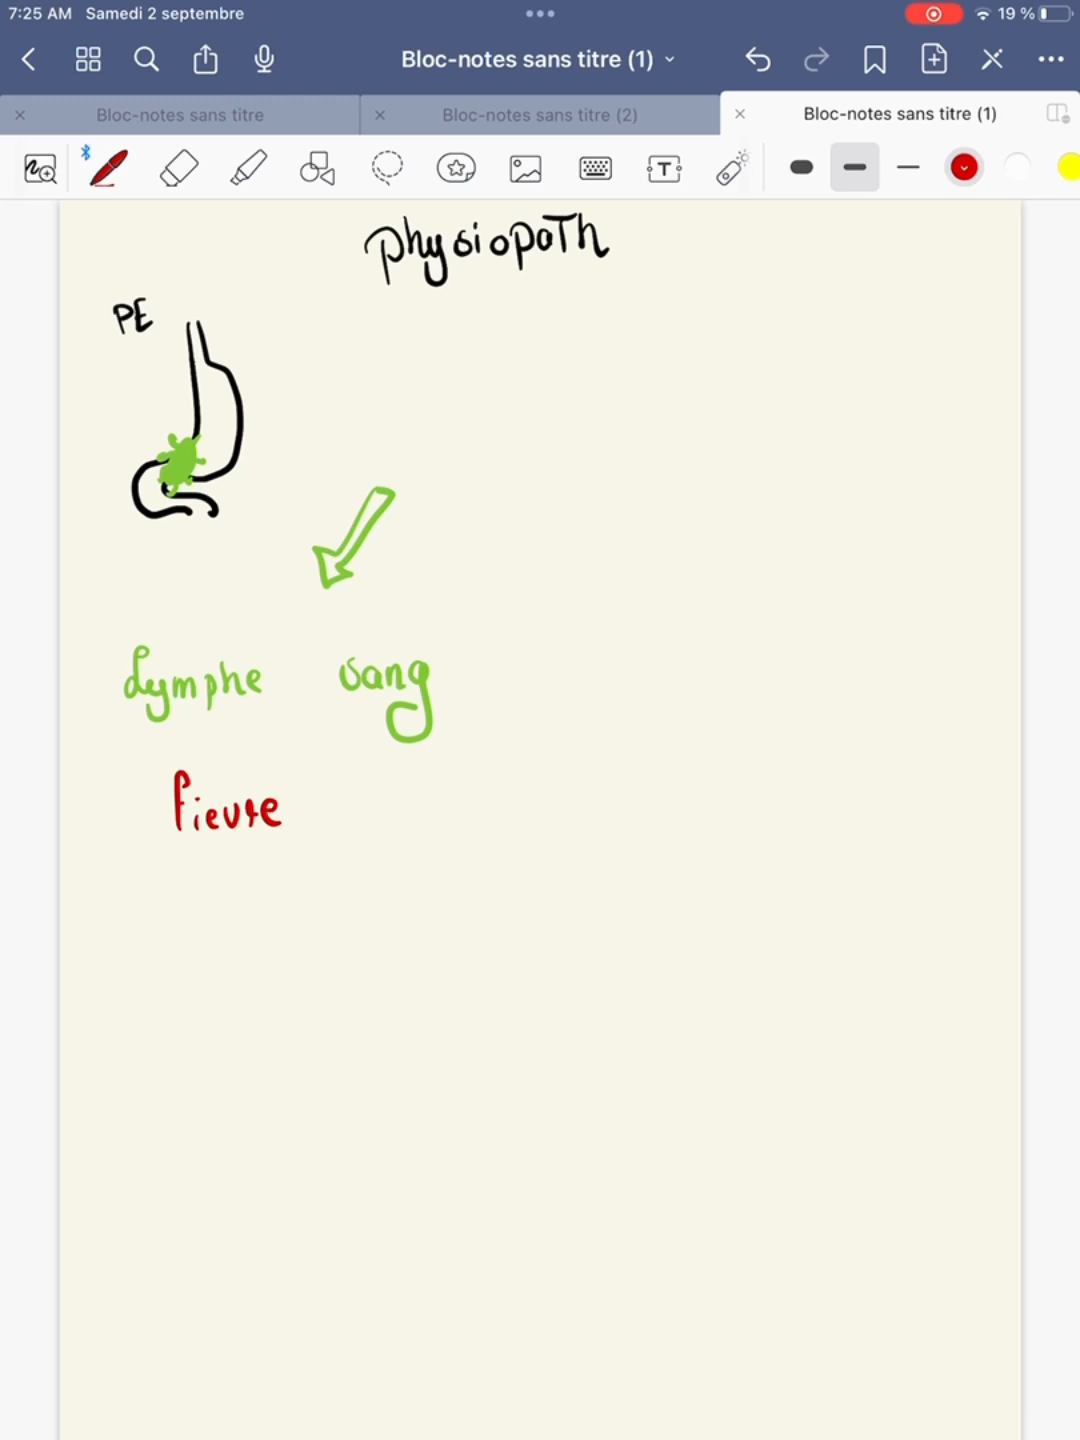 7:25 AM Samedi 2 septembre 19 %
Bloc-notes sans titre (1)
Bloc-notes sans titre
Bloc-notes sans titre (2)
Bloc-notes sans titre (1)
T
physiopath
PE
Lymphe sang
fievre